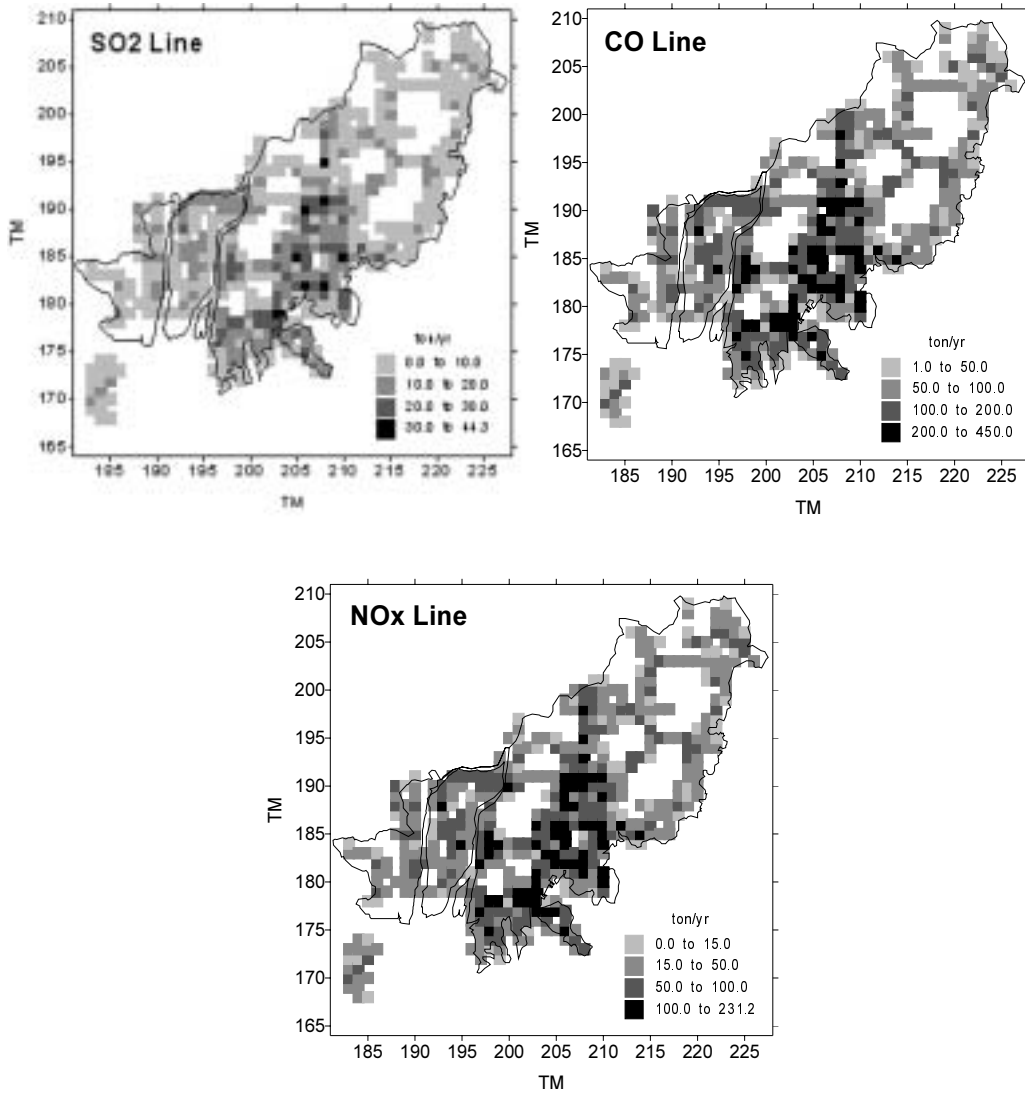 SO2 Line
210
205
200
195
190
185
180
175
170
165
TM
185 190 195 200 205 210 215 220 225
TM
ton/yr
0.0 to 10.0
10.0 to 20.0
20.0 to 30.0
30.0 to 44.3
CO Line
210
205
200
195
190
185
180
175
170
165
TM
185 190 195 200 205 210 215 220 225
TM
ton/yr
1.0 to 50.0
50.0 to 100.0
100.0 to 200.0
200.0 to 450.0
NOx Line
210
205
200
195
190
185
180
175
170
165
TM
185 190 195 200 205 210 215 220 225
TM
ton/yr
0.0 to 15.0
15.0 to 50.0
50.0 to 100.0
100.0 to 231.2